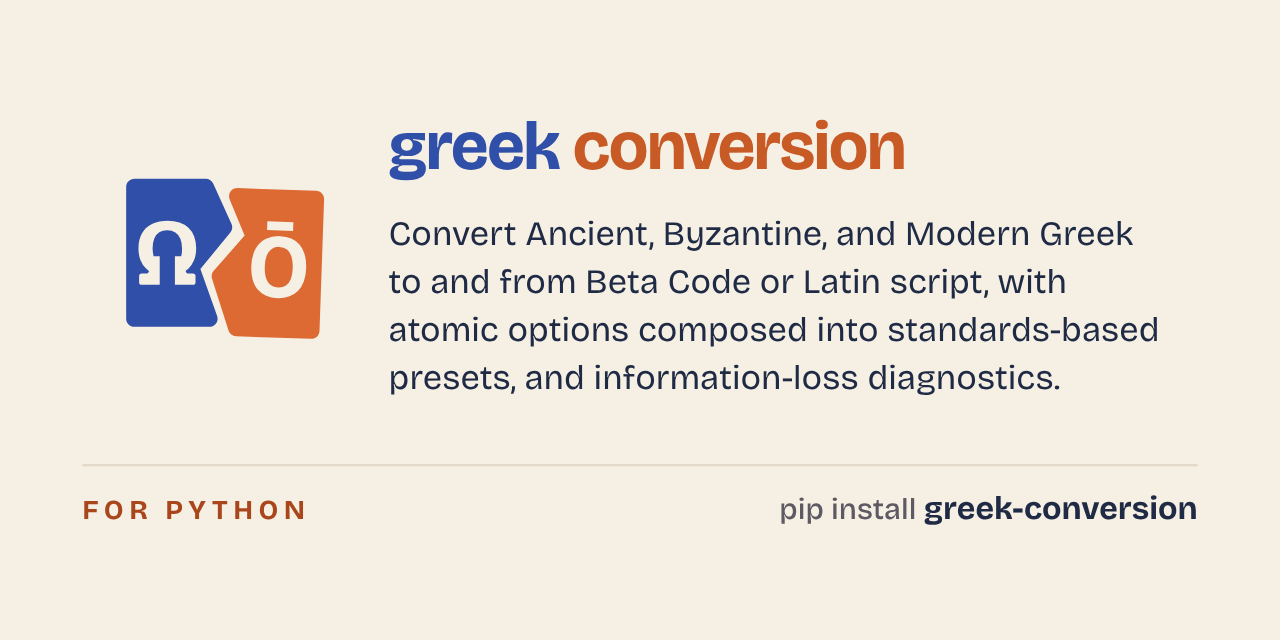 greek conversion
Ω Ō
Convert Ancient, Byzantine, and Modern Greek
to and from Beta Code or Latin script, with
atomic options composed into standards-based
presets, and information-loss diagnostics.
FOR PYTHON
pip install greek-conversion